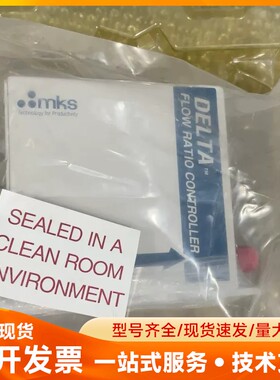 mks
Technology for Productivity
DELTA™
FLOW RATIO CONTROLLER
SEALED IN A
CLEAN ROOM
ENVIRONMENT
现货
开发票
型号齐全/现货速发/量大
一站式服务·技术